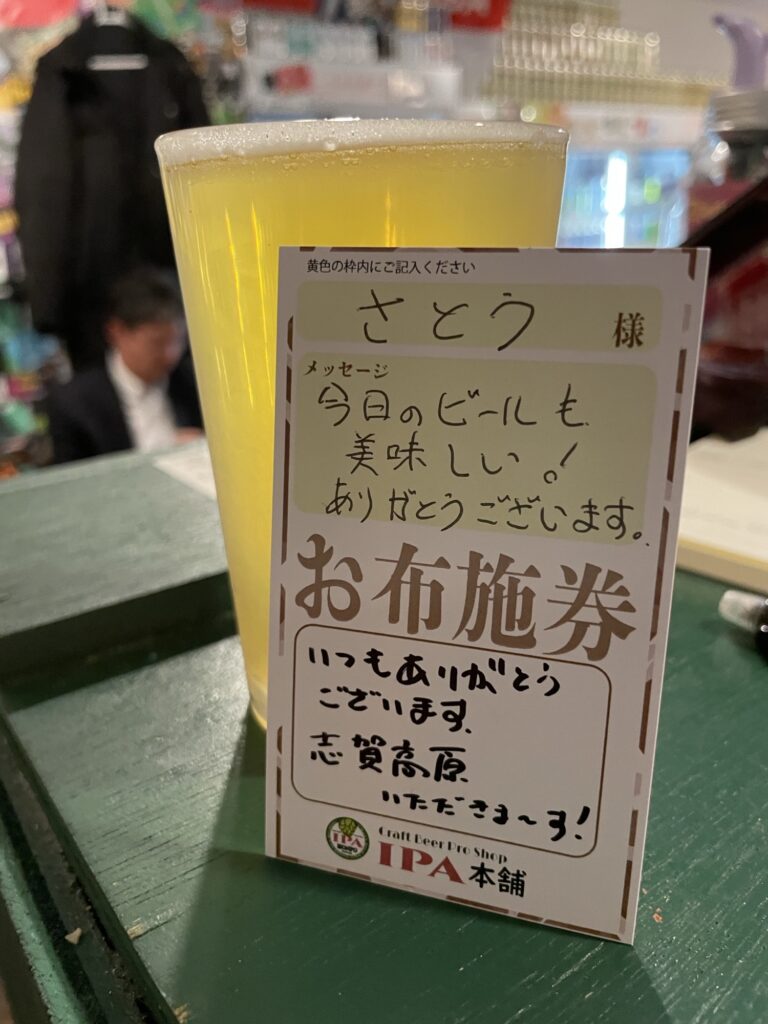 黄色の枠内にご記入ください
さとう 様
メッセージ
今日のビールも
美味しい!
ありがとうございます。
お布施券
いつもありがとう
ございます。
志賀高原
いただきま〜す!
IPA
HONPO
Craft Beer Pro Shop
IPA本舗